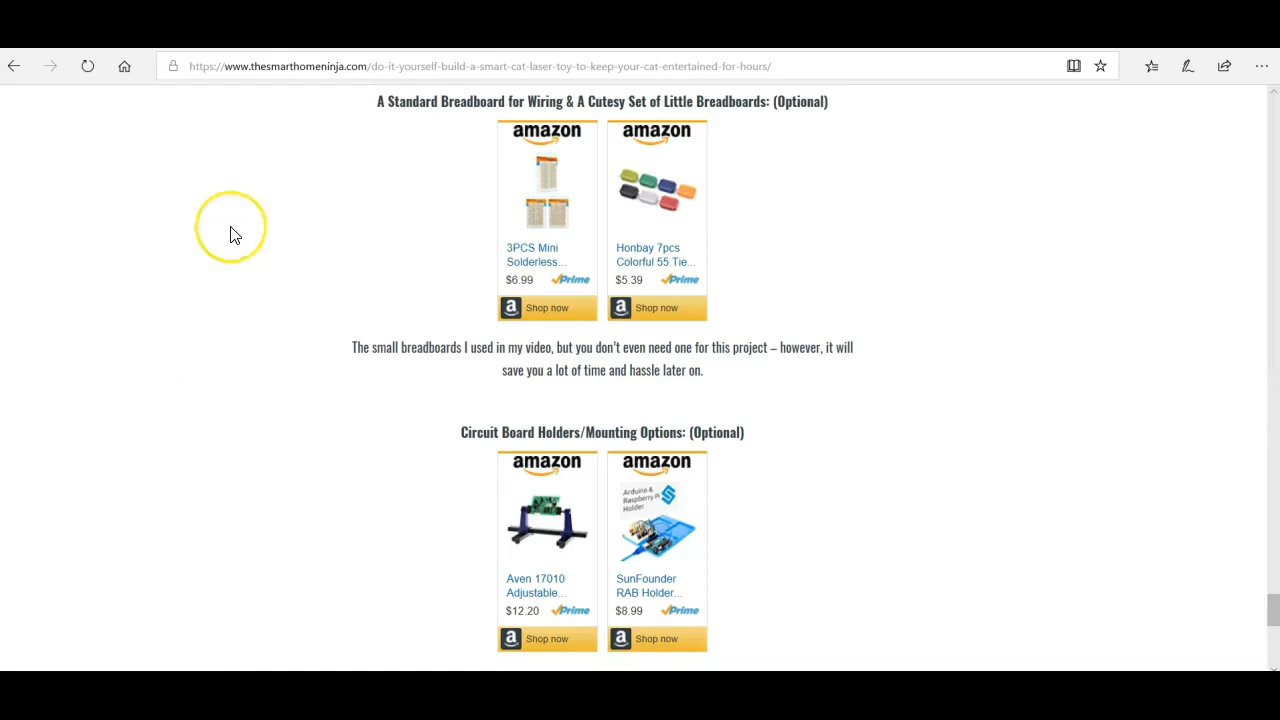 https://www.thesmarthomeninja.com/do-it-yourself-build-a-smart-cat-laser-toy-to-keep-your-cat-entertained-for-hours/
A Standard Breadboard for Wiring & A Cutesy Set of Little Breadboards: (Optional)
amazon amazon
3PCS Mini Honbay 7pcs
Solderless... Colorful 55 Tie...
$6.99 Prime $5.39 Prime
a Shop now a Shop now
The small breadboards I used in my video, but you don't even need one for this project – however, it will
save you a lot of time and hassle later on.
Circuit Board Holders/Mounting Options: (Optional)
amazon amazon
Arduino &
Raspberry Pi
Holder
Aven 17010 SunFounder
Adjustable... RAB Holder...
$12.20 Prime $8.99 Prime
a Shop now a Shop now